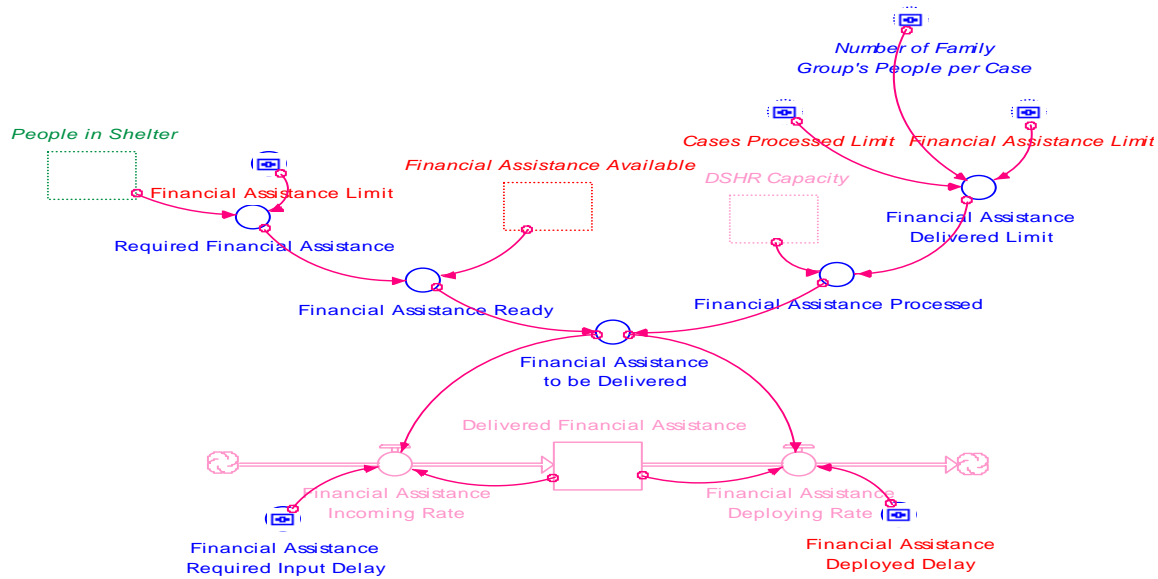 Number of Family
Group's People per Case
People in Shelter
Cases Processed Limit
Financial Assistance Limit
Financial Assistance Available
DSHR Capacity
Financial Assistance Limit
Financial Assistance
Delivered Limit
Required Financial Assistance
Financial Assistance Ready
Financial Assistance Processed
Financial Assistance
to be Delivered
Delivered Financial Assistance
Financial Assistance
Incoming Rate
Financial Assistance
Deploying Rate
Financial Assistance
Required Input Delay
Financial Assistance
Deployed Delay